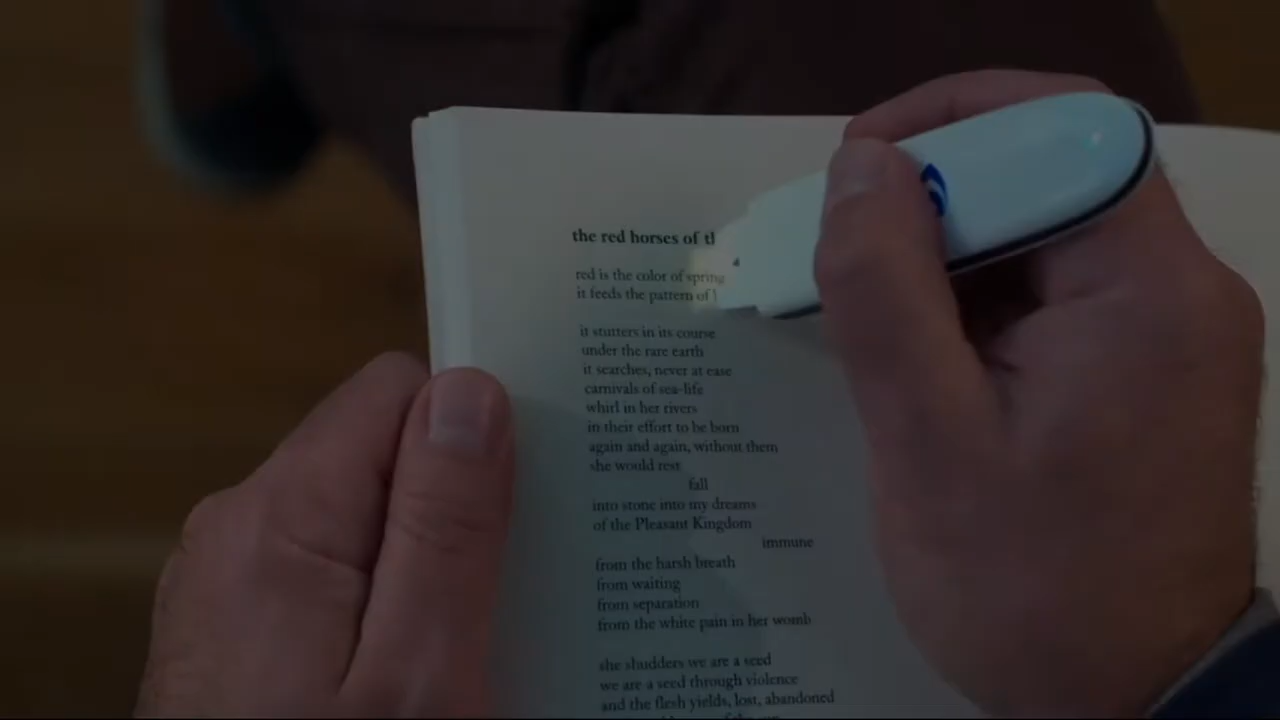 the red horses of
red is the color of spring
it feeds the pattern of
it stutters in its course
under the rare earth
it searches, never at ease
carnivals of sea-life
whirl in her rivers
in their effort to be born
again and again, without them
she would rest
fall
into stone into my dreams
of the Pleasant Kingdom
immune
from the harsh breath
from waiting
from separation
from the white pain in her womb
she shudders we are a seed
we are a seed through violence
and the flesh yields, lost, abandoned